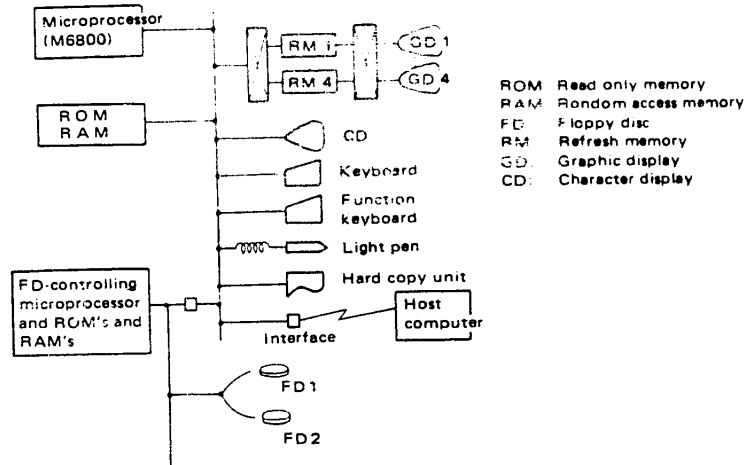 Microprocessor
(M6800)
RM 1
GD 1
RM 4
GD 4
ROM
RAM
CD
Keyboard
Function
keyboard
Light pen
Hard copy unit
FD-controlling
microprocessor
and ROM's and
RAM's
Host
computer
Interface
FD1
FD2
ROM Read only memory
RAM Rondom access memory
FD Floppy disc
RM Refresh memory
GD: Graphic display
CD: Character display